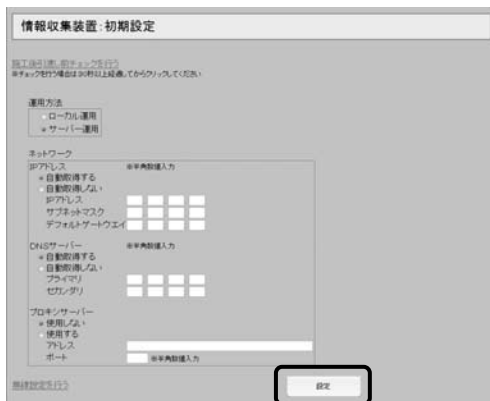 情報収集装置:初期設定
施工後引渡し前チェックを行う
※チェックを行う場合は30秒以上経過してからクリックしてください
運用方法
ローカル運用
サーバー運用
ネットワーク
IPアドレス ※半角数値入力
自動取得する
自動取得しない
IPアドレス
サブネットマスク
デフォルトゲートウエイ
DNSサーバー ※半角数値入力
自動取得する
自動取得しない
プライマリ
セカンダリ
プロキシサーバー
使用しない
使用する
アドレス
ポート ※半角数値入力
無線設定を行う
設定